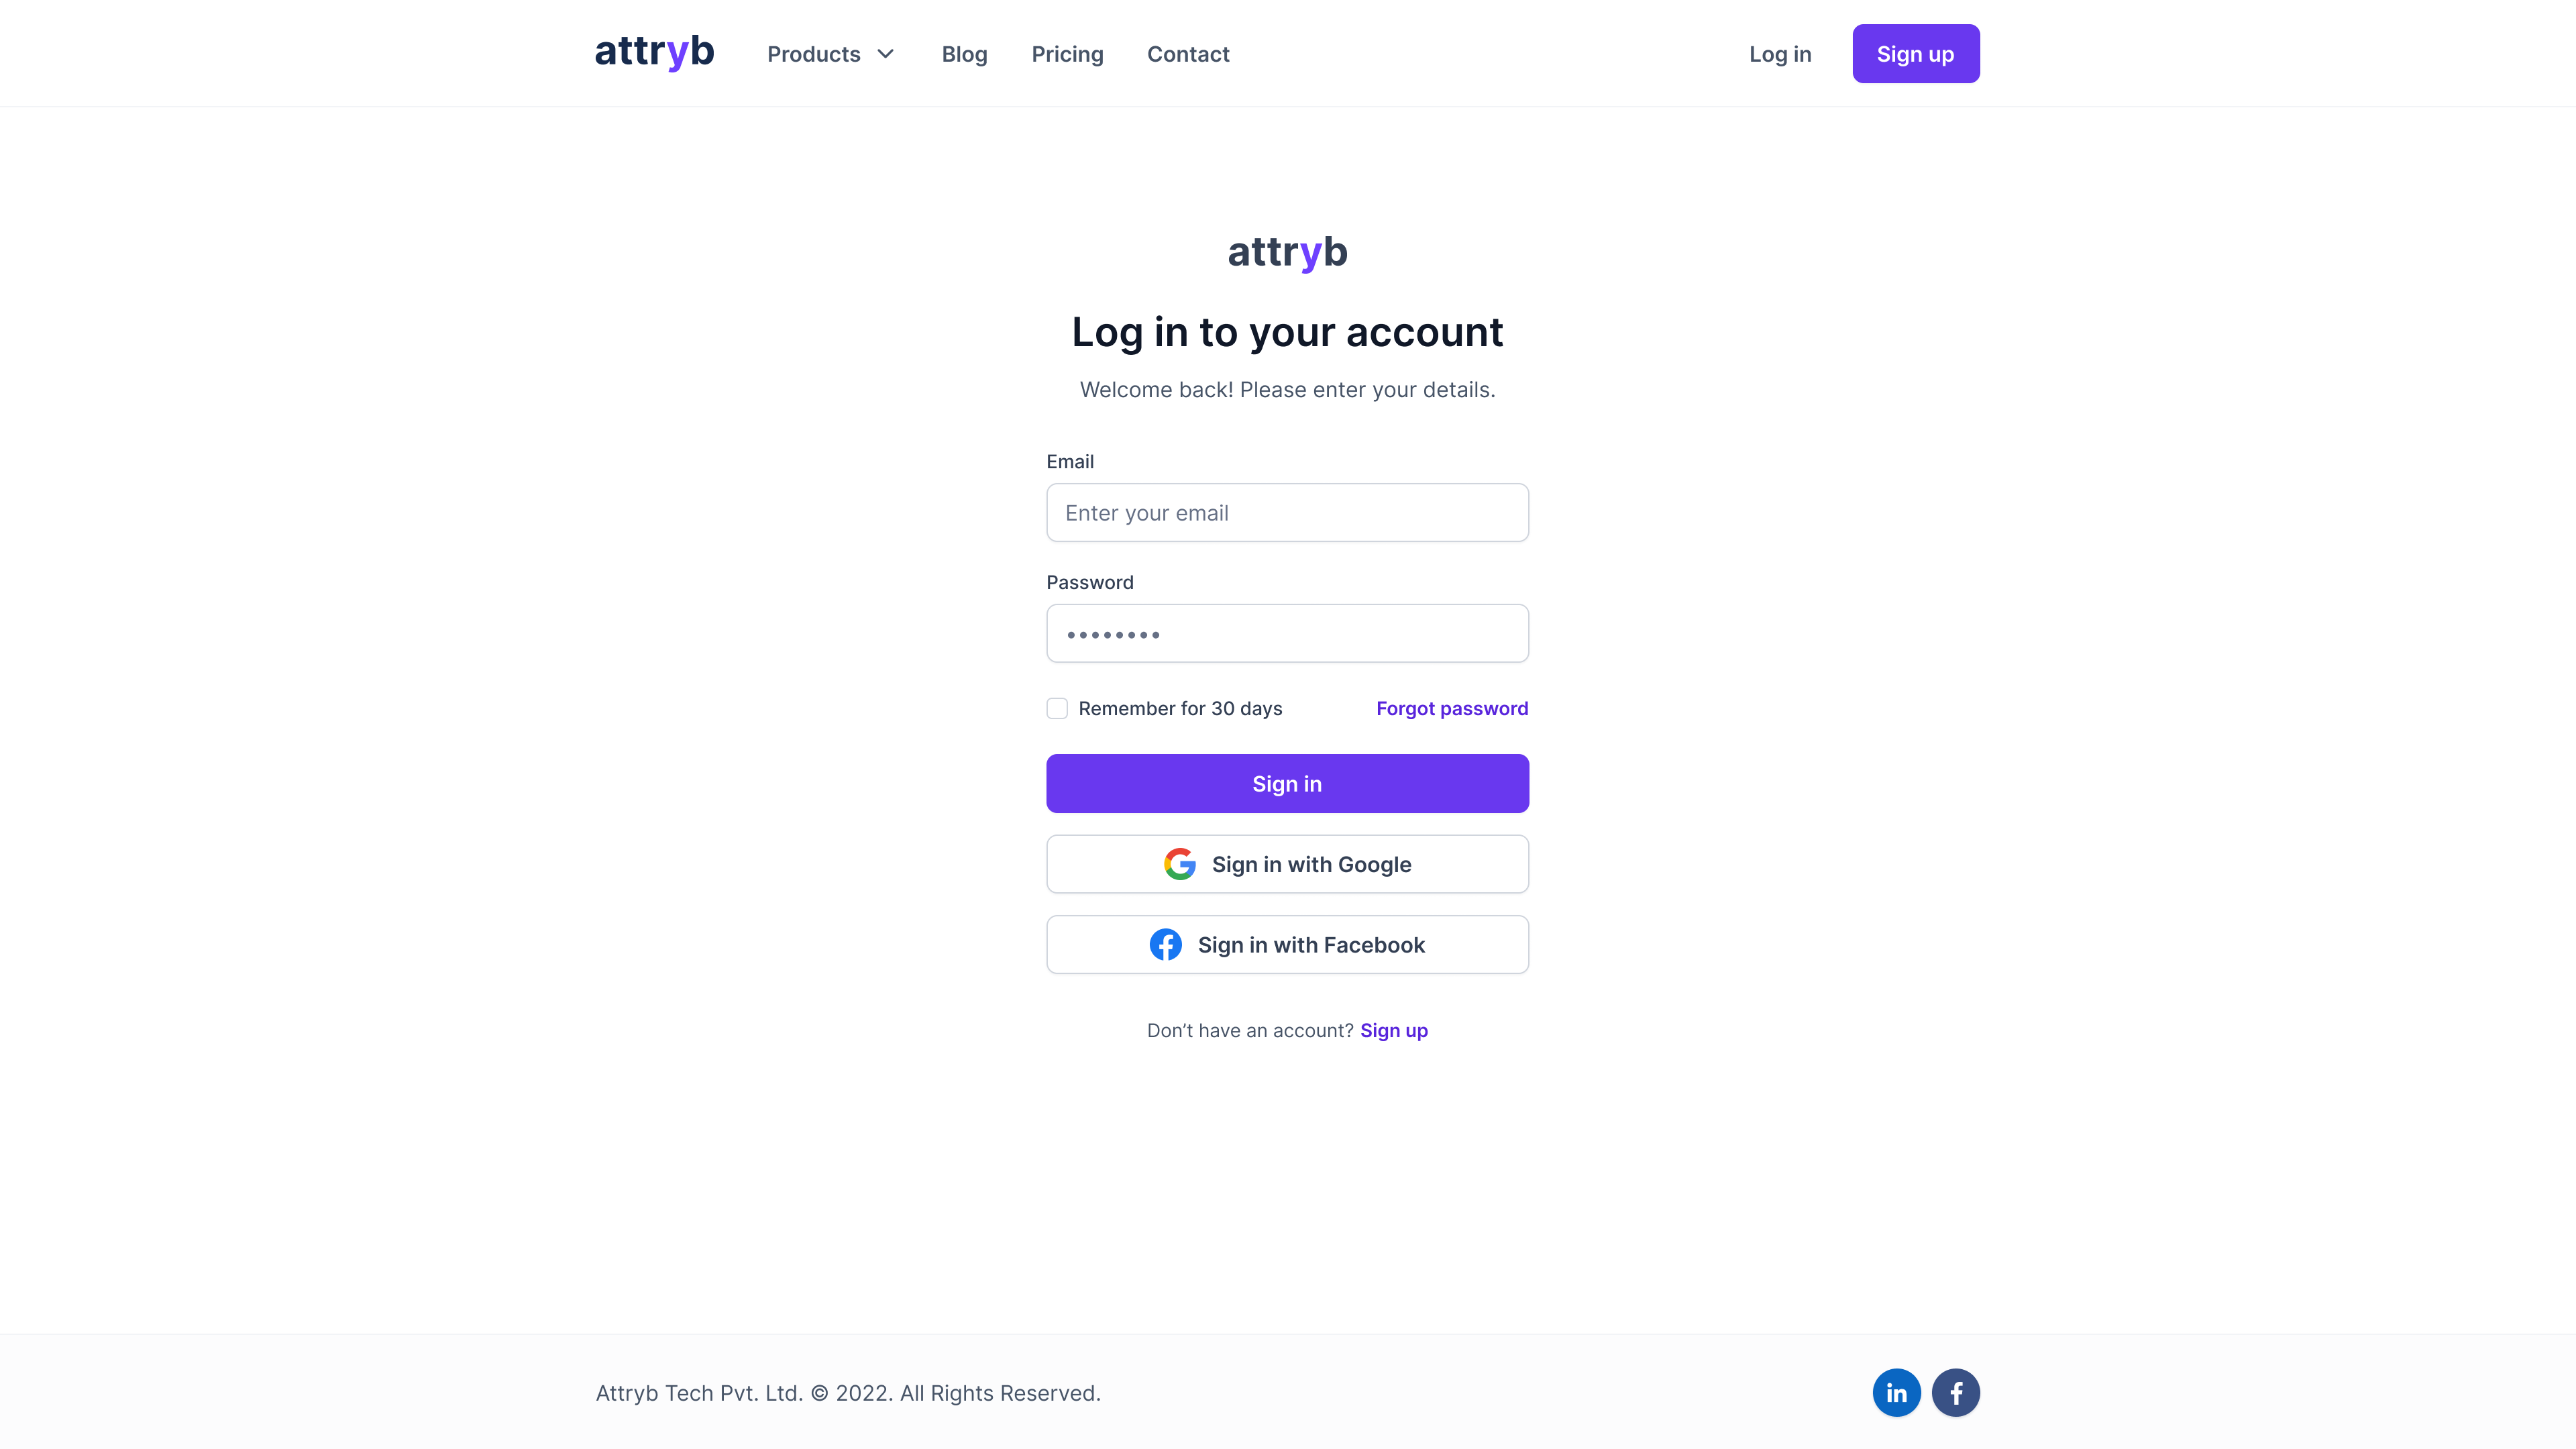 attryb Products Blog Pricing Contact Log in Sign up
attryb
Log in to your account
Welcome back! Please enter your details.
Email
Enter your email
Password
••••••••
Remember for 30 days Forgot password
Sign in
Sign in with Google
Sign in with Facebook
Don’t have an account? Sign up
Attryb Tech Pvt. Ltd. © 2022. All Rights Reserved.